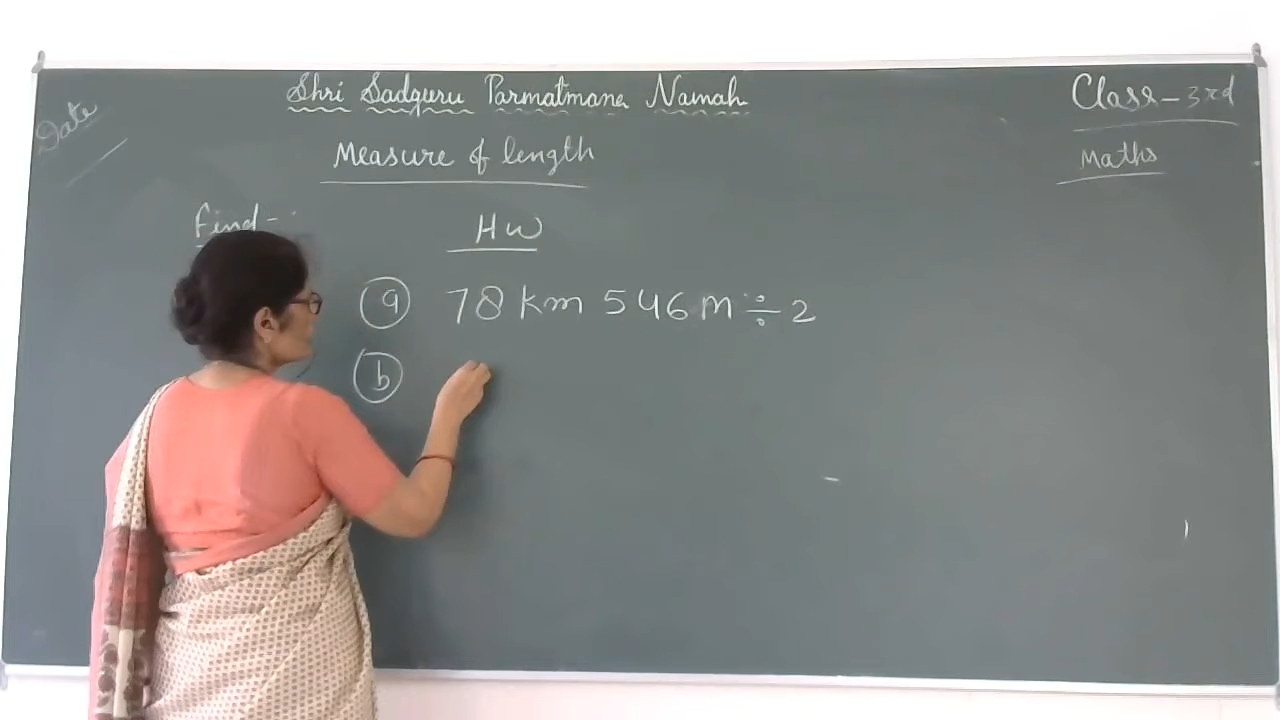 Shri Sadguru Parmatmane Namah
Class - 3rd
Date
Measure of length
Maths
Find -:
HW
(a) 78 km 546 m ÷ 2
(b)